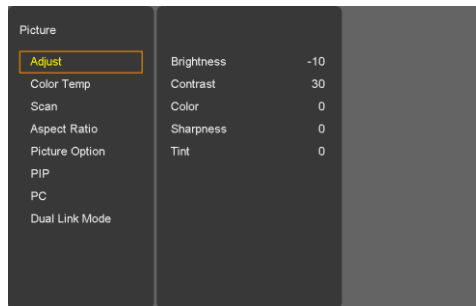 Picture
Adjust
Color Temp
Scan
Aspect Ratio
Picture Option
PIP
PC
Dual Link Mode
Brightness -10
Contrast 30
Color 0
Sharpness 0
Tint 0